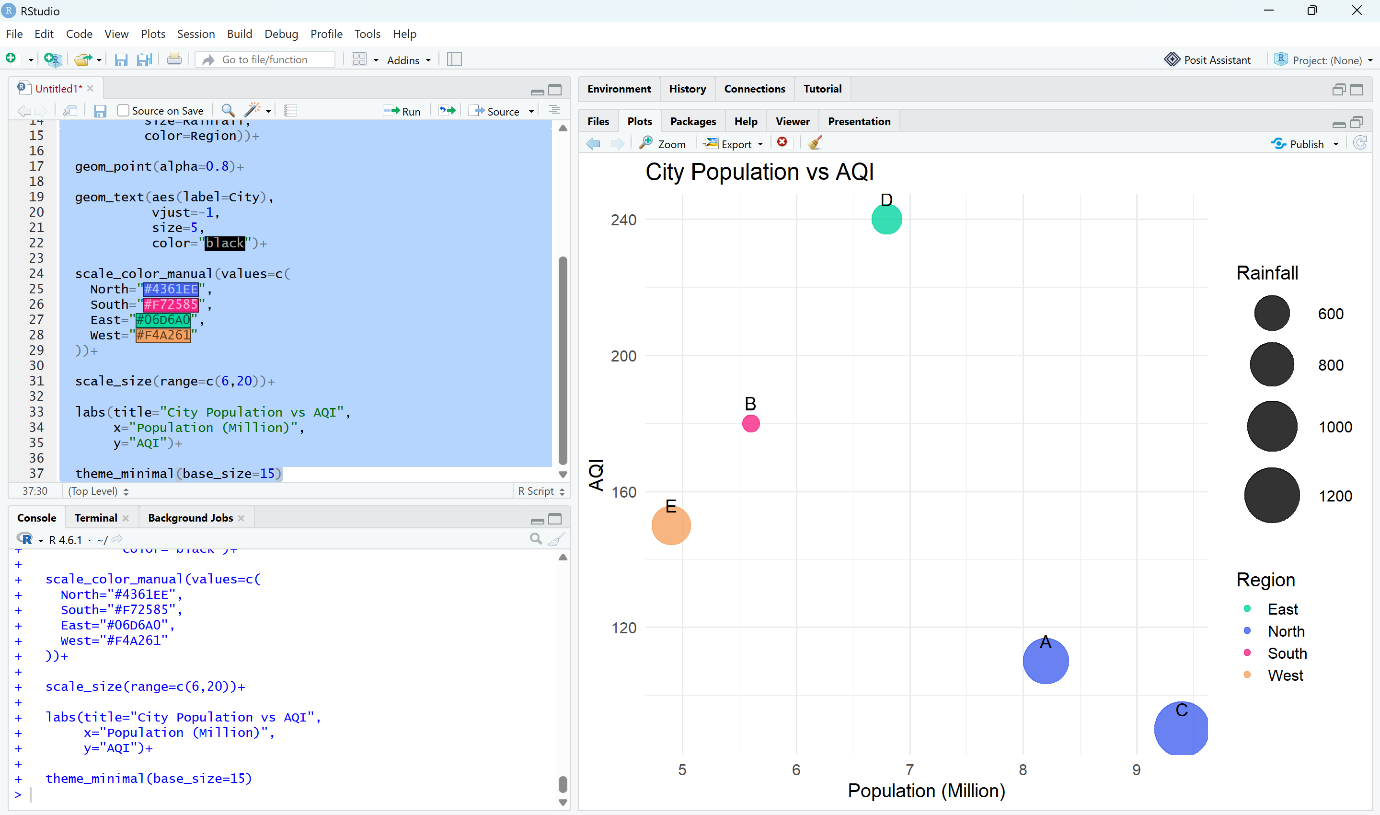 RStudio
File Edit Code View Plots Session Build Debug Profile Tools Help
Go to file/function Addins Posit Assistant Project: (None)
Untitled1*
Source on Save Run Source
14 size=Rainfall,
15 color=Region))+
16
17 geom_point(alpha=0.8)+
18
19 geom_text(aes(label=City),
20 vjust=-1,
21 size=5,
22 color="black")+
23
24 scale_color_manual(values=c(
25 North="#4361EE",
26 South="#F72585",
27 East="#06D6A0",
28 West="#F4A261"
29 ))+
30
31 scale_size(range=c(6,20))+
32
33 labs(title="City Population vs AQI",
34 x="Population (Million)",
35 y="AQI")+
36
37 theme_minimal(base_size=15)
37:30 (Top Level) R Script
Console Terminal Background Jobs
R 4.6.1 · ~/
+ color="black")+
+
+ scale_color_manual(values=c(
+ North="#4361EE",
+ South="#F72585",
+ East="#06D6A0",
+ West="#F4A261"
+ ))+
+
+ scale_size(range=c(6,20))+
+
+ labs(title="City Population vs AQI",
+ x="Population (Million)",
+ y="AQI")+
+
+ theme_minimal(base_size=15)
>
Environment History Connections Tutorial
Files Plots Packages Help Viewer Presentation
Zoom Export Publish
City Population vs AQI
AQI
240
200
160
120
D
B
E
A
C
5 6 7 8 9
Population (Million)
Rainfall
600
800
1000
1200
Region
East
North
South
West